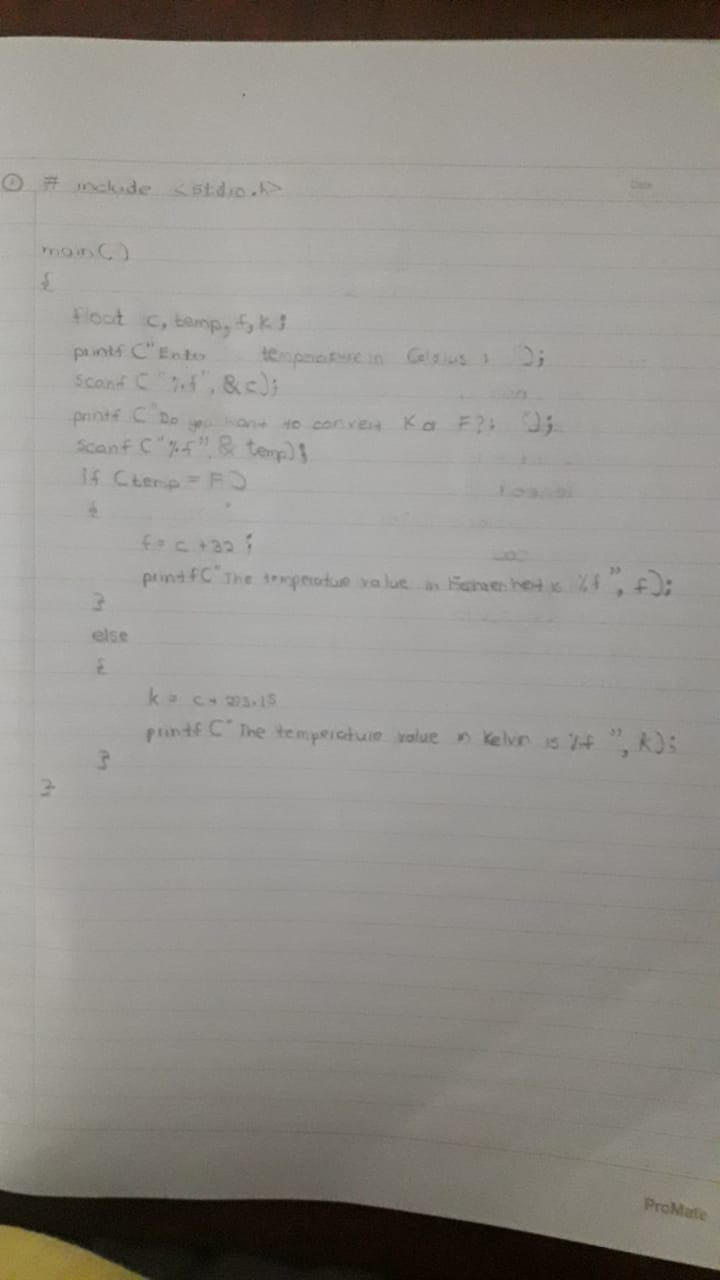 ① # include <stdio.h>
Date
main()
{
float c, temp, f, k;
printf ("Enter temperature in Celsius : ");
scanf ("%f", &c);
printf ("Do you want to convert K or F?: ");
scanf ("%f", & temp);
if (temp = F)
{
f = c +32 ;
printf(" The temperature value in Fahrenheit is %f ", f);
}
else
{
k = c + 273.15
printf (" The temperature value in Kelvin is %f ", k);
}
}
ProMate